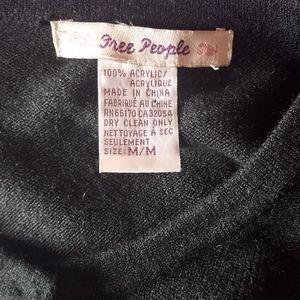 Free People
100% ACRYLIC/
ACRYLIQUE
MADE IN CHINA
FABRIQUÉ AU CHINE
RN66170 CA32054
DRY CLEAN ONLY
NETTOYAGE À SEC
SEULEMENT
SIZE: M/M